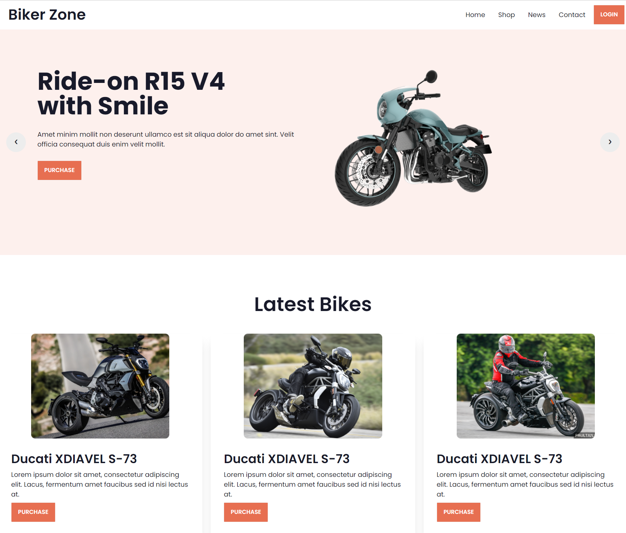 Biker Zone
Home
Shop
News
Contact
LOGIN
Ride-on R15 V4
with Smile
Amet minim mollit non deserunt ullamco est sit aliqua dolor do amet sint. Velit
officia consequat duis enim velit mollit.
PURCHASE
Latest Bikes
Ducati XDIAVEL S-73
Lorem ipsum dolor sit amet, consectetur adipiscing
elit. Lacus, fermentum amet faucibus sed id nisi lectus
at.
PURCHASE
Ducati XDIAVEL S-73
Lorem ipsum dolor sit amet, consectetur adipiscing
elit. Lacus, fermentum amet faucibus sed id nisi lectus
at.
PURCHASE
Ducati XDIAVEL S-73
Lorem ipsum dolor sit amet, consectetur adipiscing
elit. Lacus, fermentum amet faucibus sed id nisi lectus
at.
PURCHASE